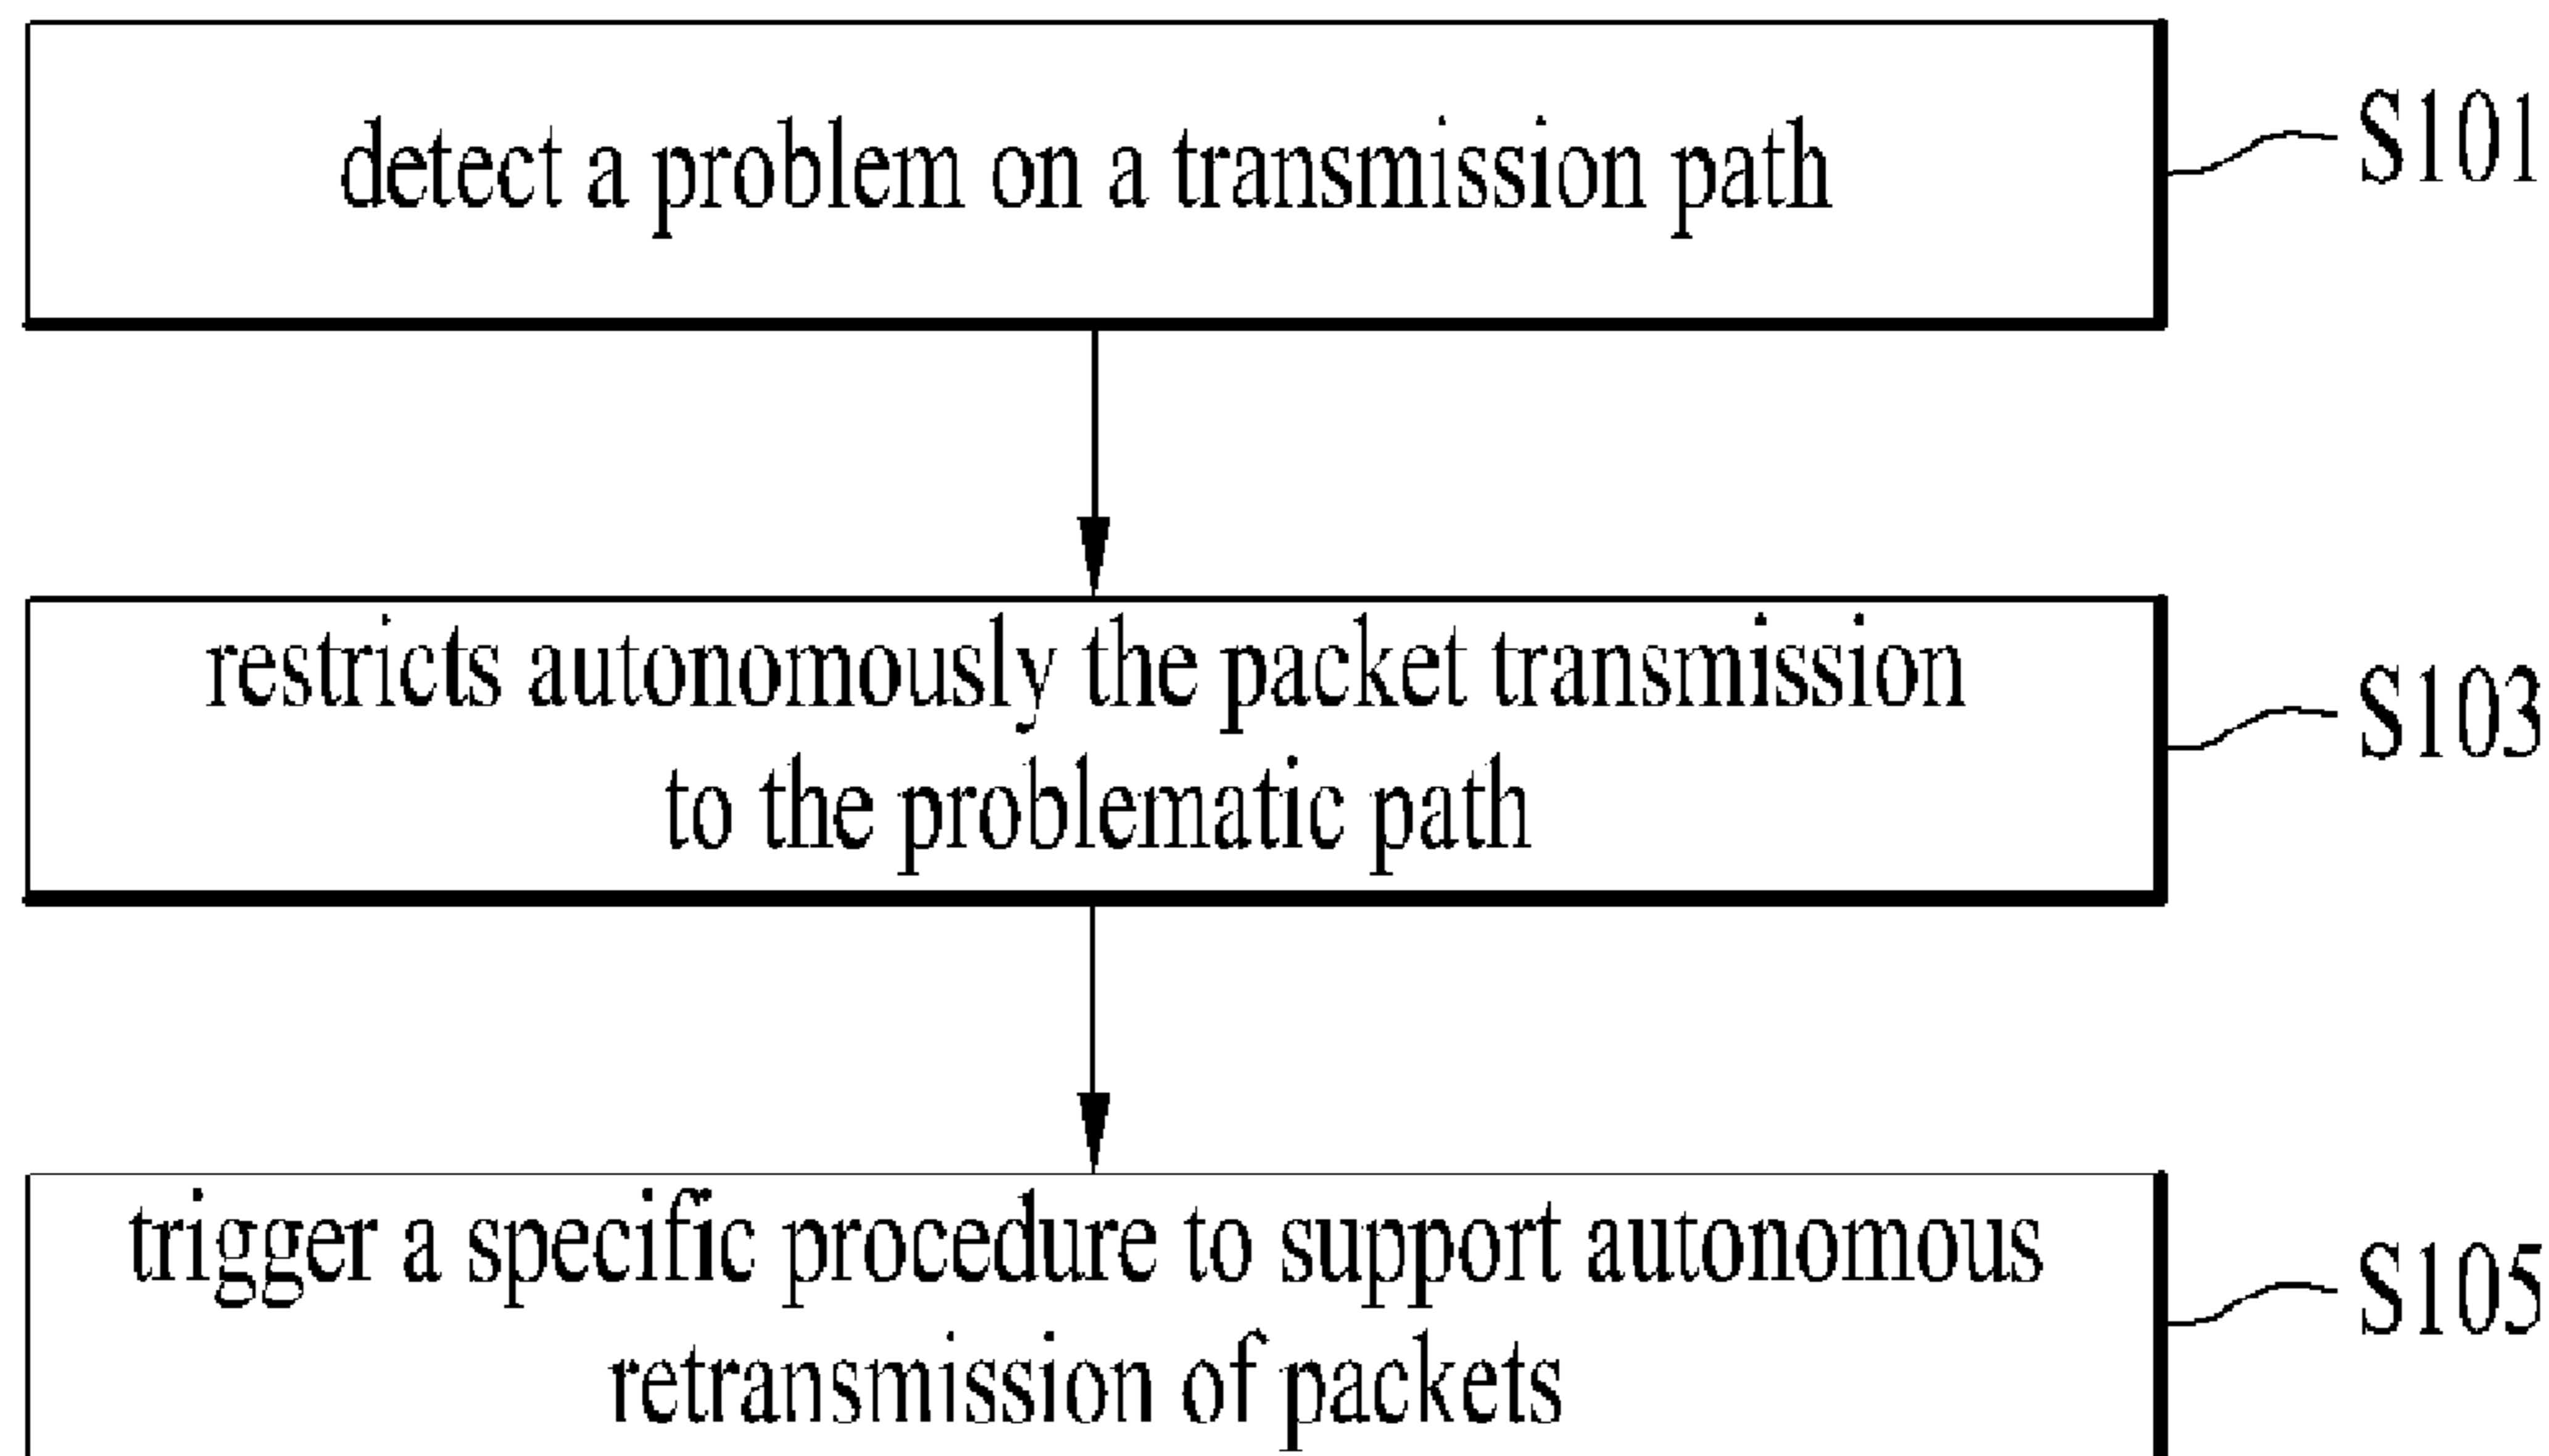 detect a problem on a transmission path
S101
restricts autonomously the packet transmission
to the problematic path
S103
trigger a specific procedure to support autonomous
retransmission of packets
S105